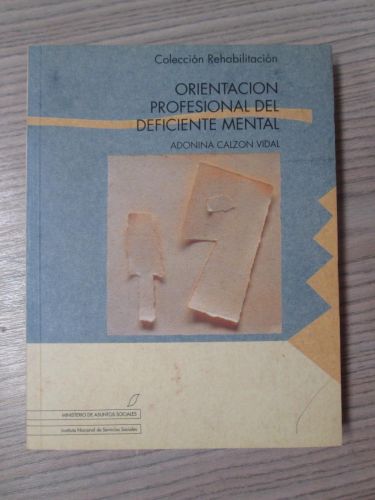 Colección Rehabilitación
ORIENTACION
PROFESIONAL DEL
DEFICIENTE MENTAL
ADONINA CALZON VIDAL
MINISTERIO DE ASUNTOS SOCIALES
Instituto Nacional de Servicios Sociales